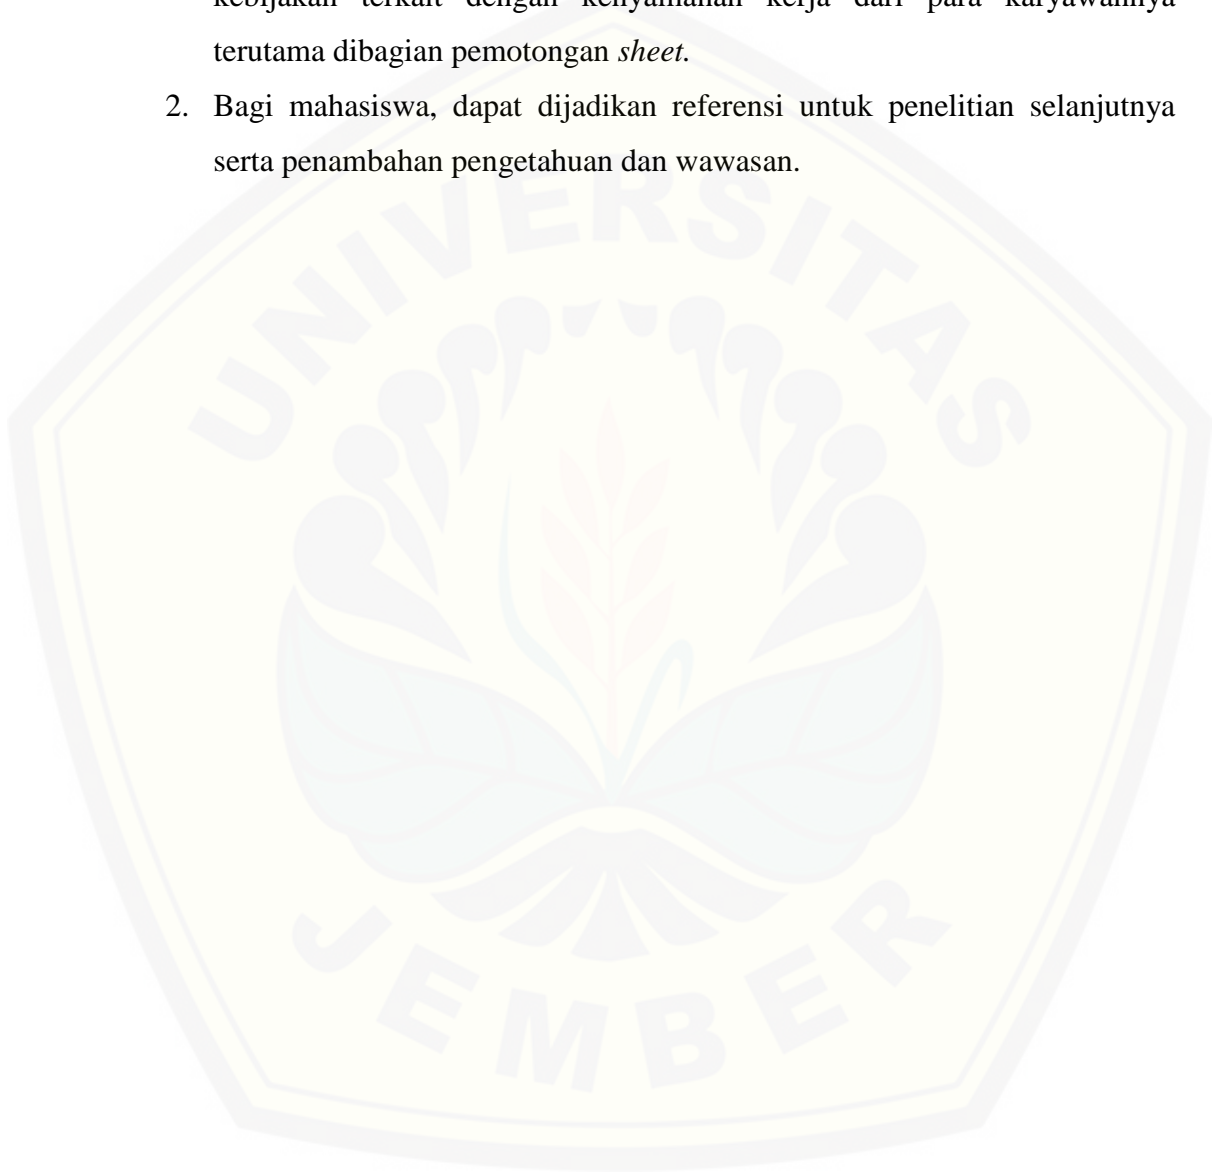 kebijakan terkait dengan kenyamanan kerja dari para karyawannya
terutama dibagian pemotongan sheet.
2. Bagi mahasiswa, dapat dijadikan referensi untuk penelitian selanjutnya
serta penambahan pengetahuan dan wawasan.
UNIVERSITAS
JEMBER